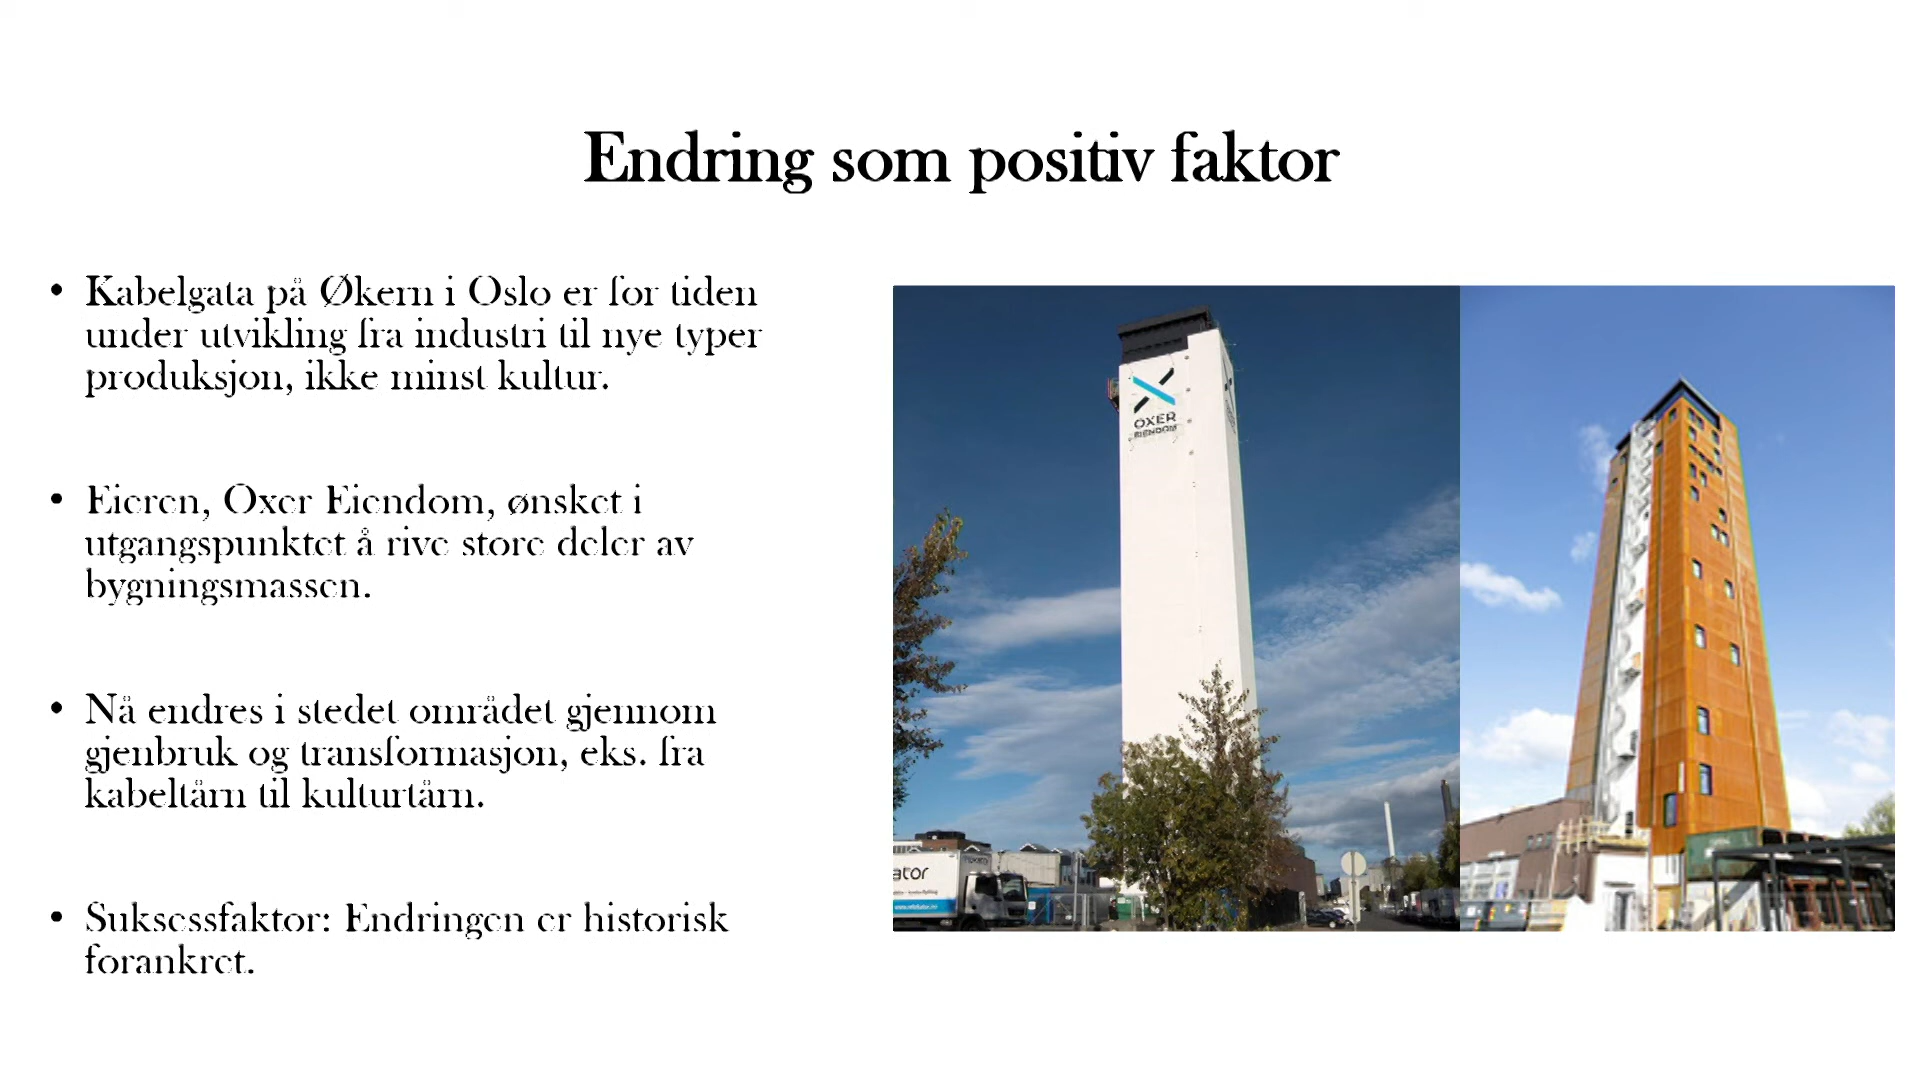 Endring som positiv faktor
• Kabelgata på Økern i Oslo er for tiden
under utvikling fra industri til nye typer
produksjon, ikke minst kultur.
• Eieren, Oxer Eiendom, ønsket i
utgangspunktet å rive store deler av
bygningsmassen.
• Nå endres i stedet området gjennom
gjenbruk og transformasjon, eks. fra
kabeltårn til kulturtårn.
• Suksessfaktor: Endringen er historisk
forankret.
OXER
EIENDOM
ator